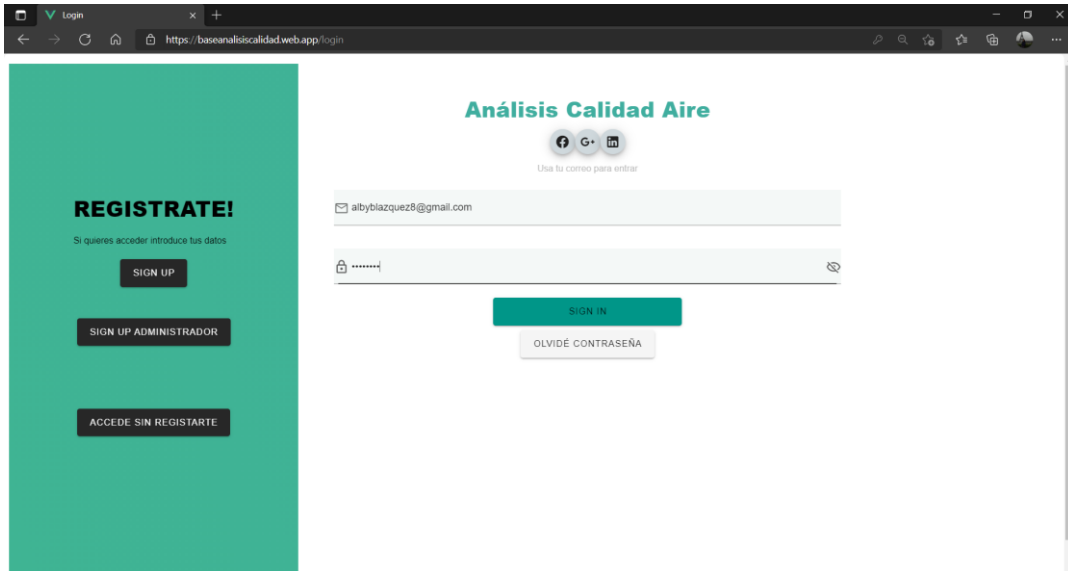 Login
https://baseanalisiscalidad.web.app/login
REGISTRATE!
Si quieres acceder introduce tus datos
SIGN UP
SIGN UP ADMINISTRADOR
ACCEDE SIN REGISTARTE
Análisis Calidad Aire
G+ in
Usa tu correo para entrar
albyblazquez8@gmail.com
••••••••
SIGN IN
OLVIDÉ CONTRASEÑA